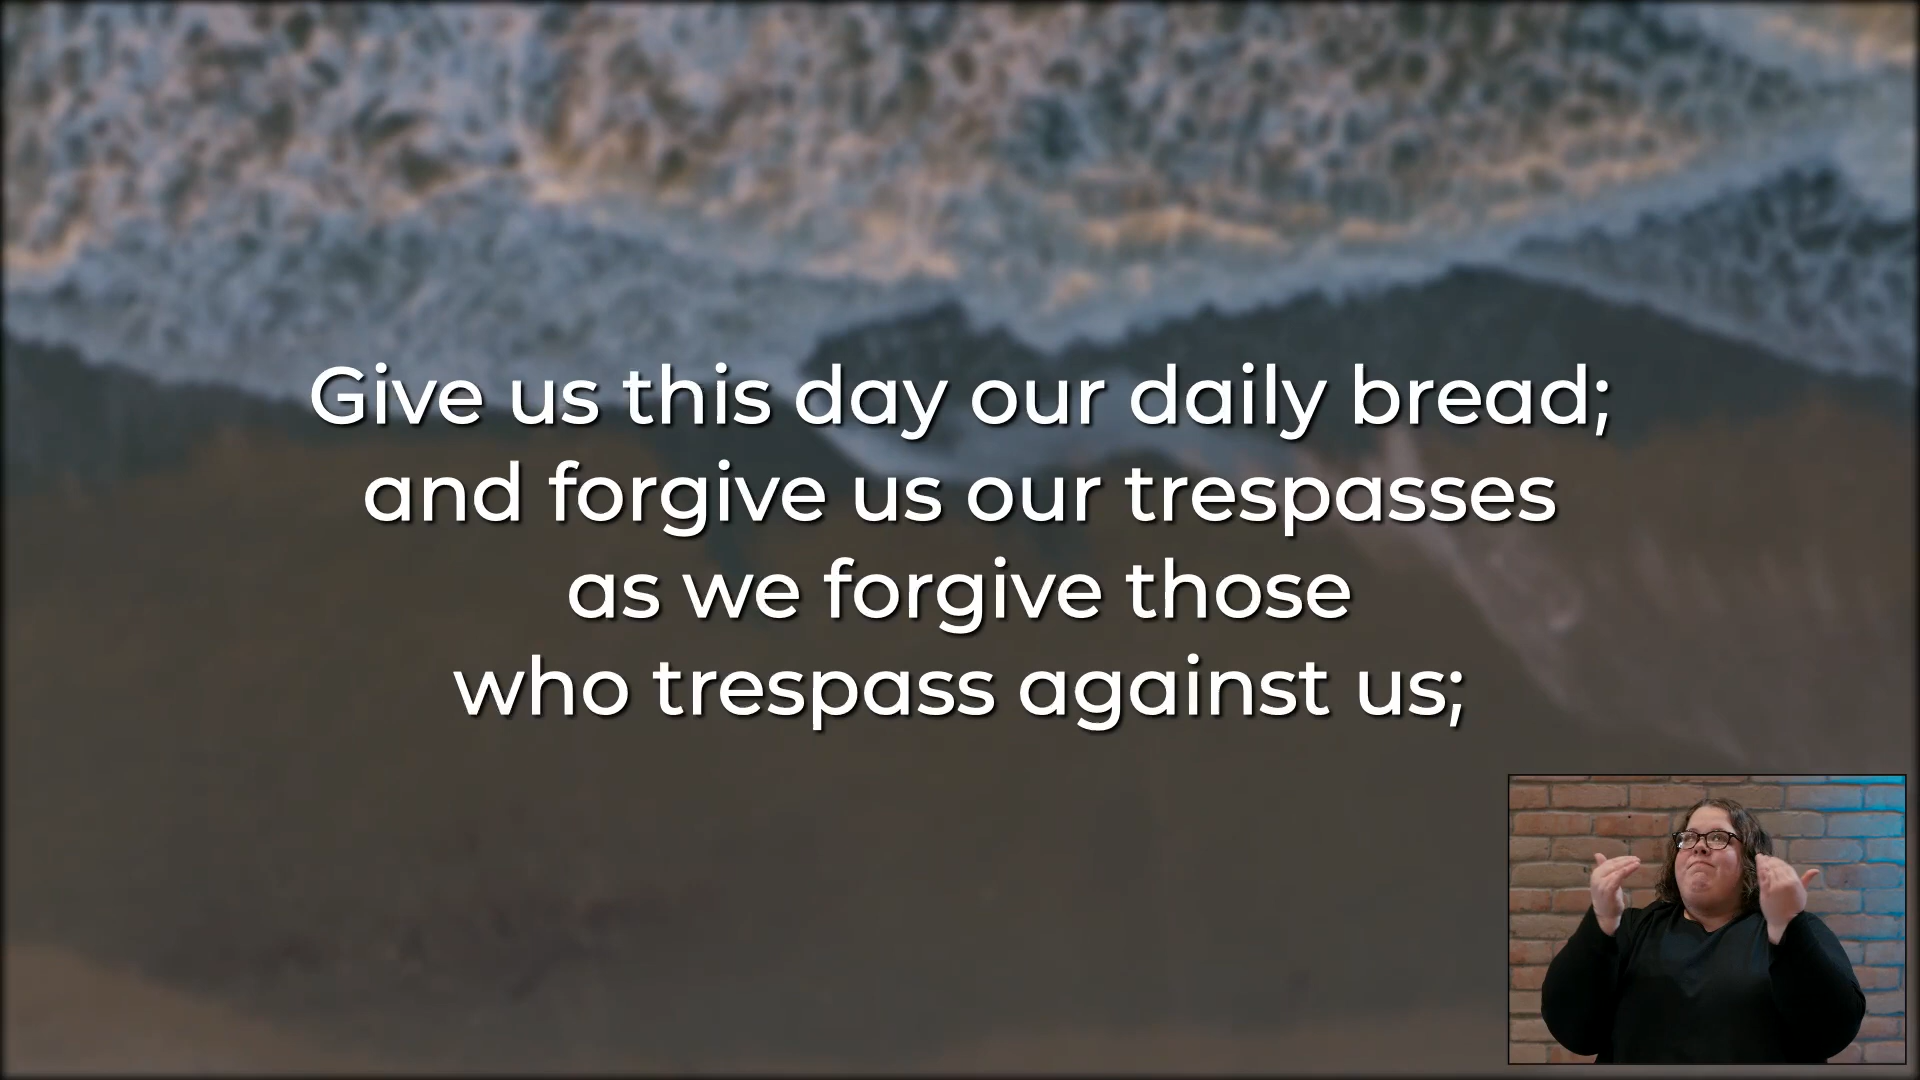 Give us this day our daily bread;
and forgive us our trespasses
as we forgive those
who trespass against us;